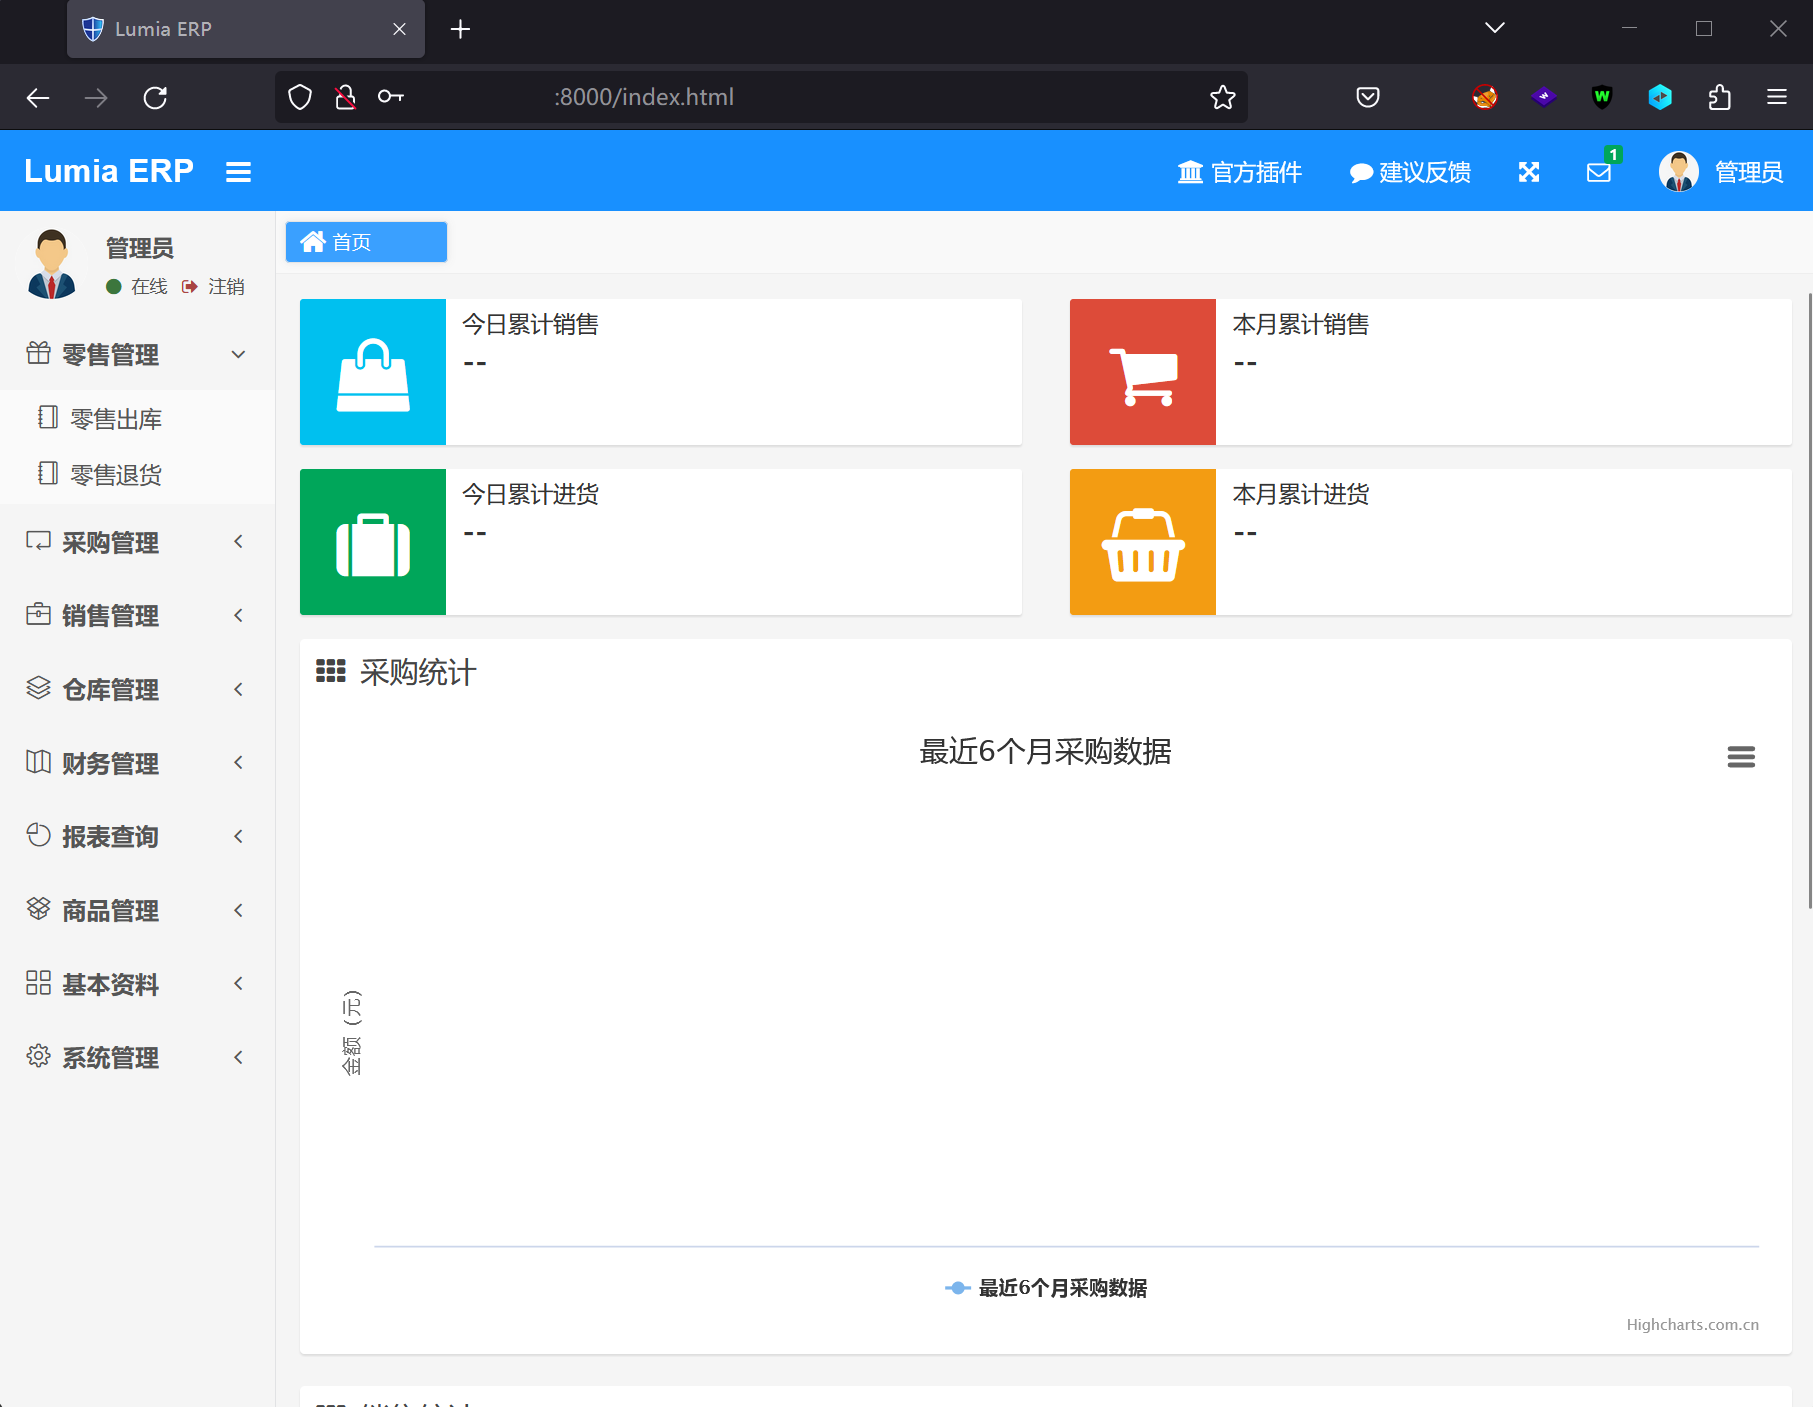 Lumia ERP
:8000/index.html
Lumia ERP
官方插件
建议反馈
1
管理员
管理员
在线 注销
首页
零售管理
零售出库
零售退货
采购管理
销售管理
仓库管理
财务管理
报表查询
商品管理
基本资料
系统管理
今日累计销售
--
本月累计销售
--
今日累计进货
--
本月累计进货
--
采购统计
最近6个月采购数据
金额（元）
最近6个月采购数据
Highcharts.com.cn